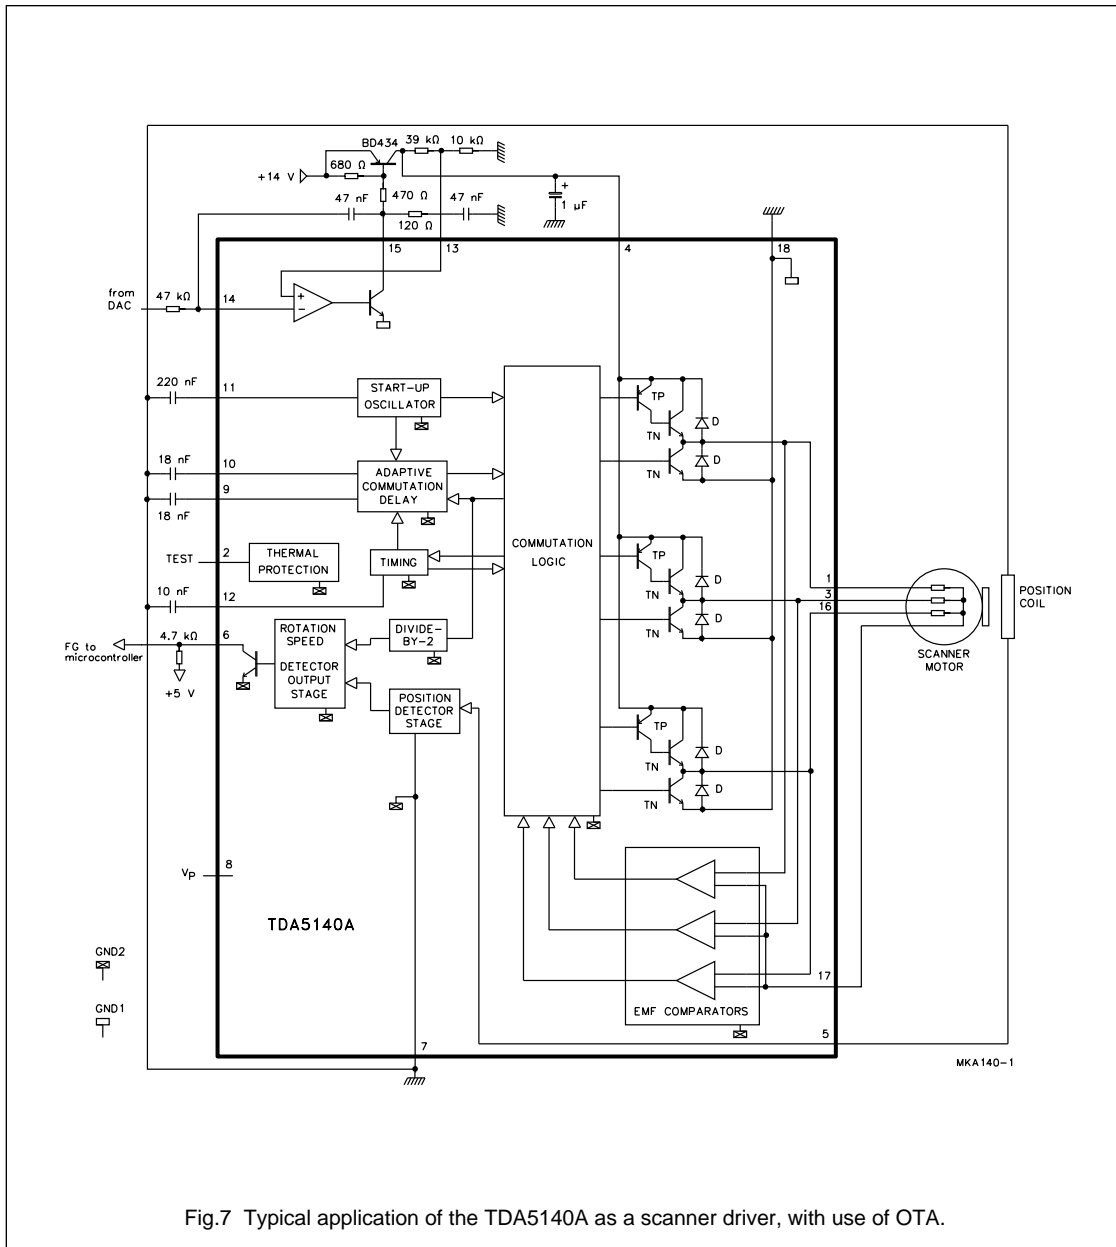 BD434
39 kΩ
10 kΩ
680 Ω
+14 V
470 Ω
47 nF
47 nF
120 Ω
+
1 µF
15
13
4
18
from
DAC
47 kΩ
14
+
−
220 nF
11
START-UP
OSCILLATOR
TP
D
TN
18 nF
10
ADAPTIVE
COMMUTATION
DELAY
D
TN
9
18 nF
COMMUTATION
LOGIC
TEST
2
THERMAL
PROTECTION
TIMING
TP
D
TN
1
3
16
POSITION
COIL
10 nF
12
D
TN
SCANNER
MOTOR
FG to
microcontroller
4.7 kΩ
6
+5 V
ROTATION
SPEED
DETECTOR
OUTPUT
STAGE
DIVIDE-
BY-2
POSITION
DETECTOR
STAGE
TP
D
TN
D
TN
VP
8
TDA5140A
GND2
GND1
17
EMF COMPARATORS
5
7
MKA140-1
Fig.7 Typical application of the TDA5140A as a scanner driver, with use of OTA.